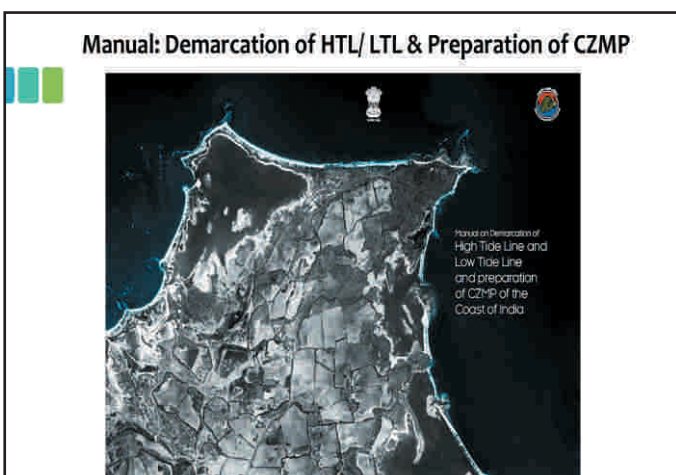 Manual: Demarcation of HTL/ LTL & Preparation of CZMP
Manual on Demarcation of
High Tide Line and
Low Tide Line
and preparation
of CZMP of the
Coast of India